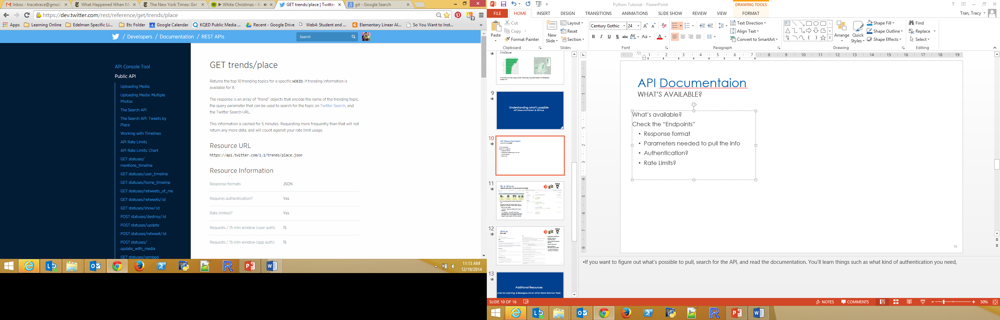 Inbox - tracetrace@gmail.
What Happened When M
The New York Times: Get
White Christmas - K
GET trends/place | Twitter
git - Google Search
https://dev.twitter.com/rest/reference/get/trends/place
Apps
Learning Online
Edelman Specific Li...
Etc Folder
Google Calendar
KQED Public Media ...
Recent - Google Drive
Web4: Student and ...
Elementary Linear Al...
So You Want to Inst...
»
/ Developers / Documentation / REST APIs
Search
API Console Tool
Public API
Uploading Media
Uploading Media: Multiple
Photos
The Search API
The Search API: Tweets by
Place
Working with Timelines
API Rate Limits
API Rate Limits: Chart
GET statuses/
mentions_timeline
GET statuses/user_timeline
GET statuses/home_timeline
GET statuses/retweets_of_me
GET statuses/retweets/:id
GET statuses/show/:id
POST statuses/destroy/:id
POST statuses/update
POST statuses/retweet/:id
POST statuses/
update_with_media
GET statuses/oembed
GET trends/place
Returns the top 10 trending topics for a specific WOEID, if trending information is
available for it.
The response is an array of “trend” objects that encode the name of the trending topic,
the query parameter that can be used to search for the topic on Twitter Search, and
the Twitter Search URL.
This information is cached for 5 minutes. Requesting more frequently than that will not
return any more data, and will count against your rate limit usage.
Resource URL
https://api.twitter.com/1.1/trends/place.json
Resource Information
Response formats JSON
Requires authentication? Yes
Rate limited? Yes
Requests / 15-min window (user auth) 15
Requests / 15-min window (app auth) 15
11:13 AM
12/19/2014
Python Tutorial - PowerPoint
DRAWING TOOLS
FILE HOME INSERT DESIGN TRANSITIONS ANIMATIONS SLIDE SHOW REVIEW VIEW FORMAT
Tran, Tracy
Paste
Cut
Copy
Format Painter
Clipboard
New
Slide
Layout
Reset
Section
Slides
Century Gothic 24
Font
Text Direction
Align Text
Convert to SmartArt
Paragraph
Arrange
Quick
Styles
Shape Fill
Shape Outline
Shape Effects
Drawing
Find
Replace
Select
Editing
9
Understanding what's possible
API Documentation & GitHub
10
API Documentaion
11
Git & GitHub
git
12
GitHub
FEATURES
git
13
Additional Resources
Links for Learning, & Background on other Data Science Tools
API Documentaion
WHAT'S AVAILABLE?
What's available?
Check the “Endpoints”
• Response format
• Parameters needed to pull the info
• Authentication?
• Rate Limits?
10
•If you want to figure out what's possible to pull, search for the API, and read the documentation. You'll learn things such as what kind of authentication you need,
SLIDE 10 OF 16
NOTES
COMMENTS
50%